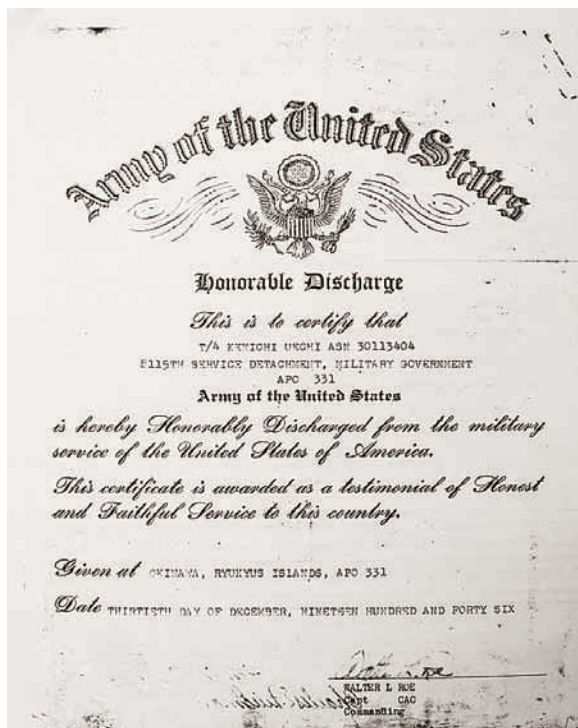 Army of the United States
Honorable Discharge
This is to certify that
T/4 KENICHI UECHI ASN 30113404
8115TH SERVICE DETACHMENT, MILITARY GOVERNMENT
APO 331
Army of the United States
is hereby Honorably Discharged from the military
service of the United States of America.
This certificate is awarded as a testimonial of Honest
and Faithful Service to this country.
Given at OKINAWA, RYUKYUS ISLANDS, APO 331
Date THIRTIETH DAY OF DECEMBER, NINETEEN HUNDRED AND FORTY SIX
WALTER L ROE
Capt CAC
Commanding